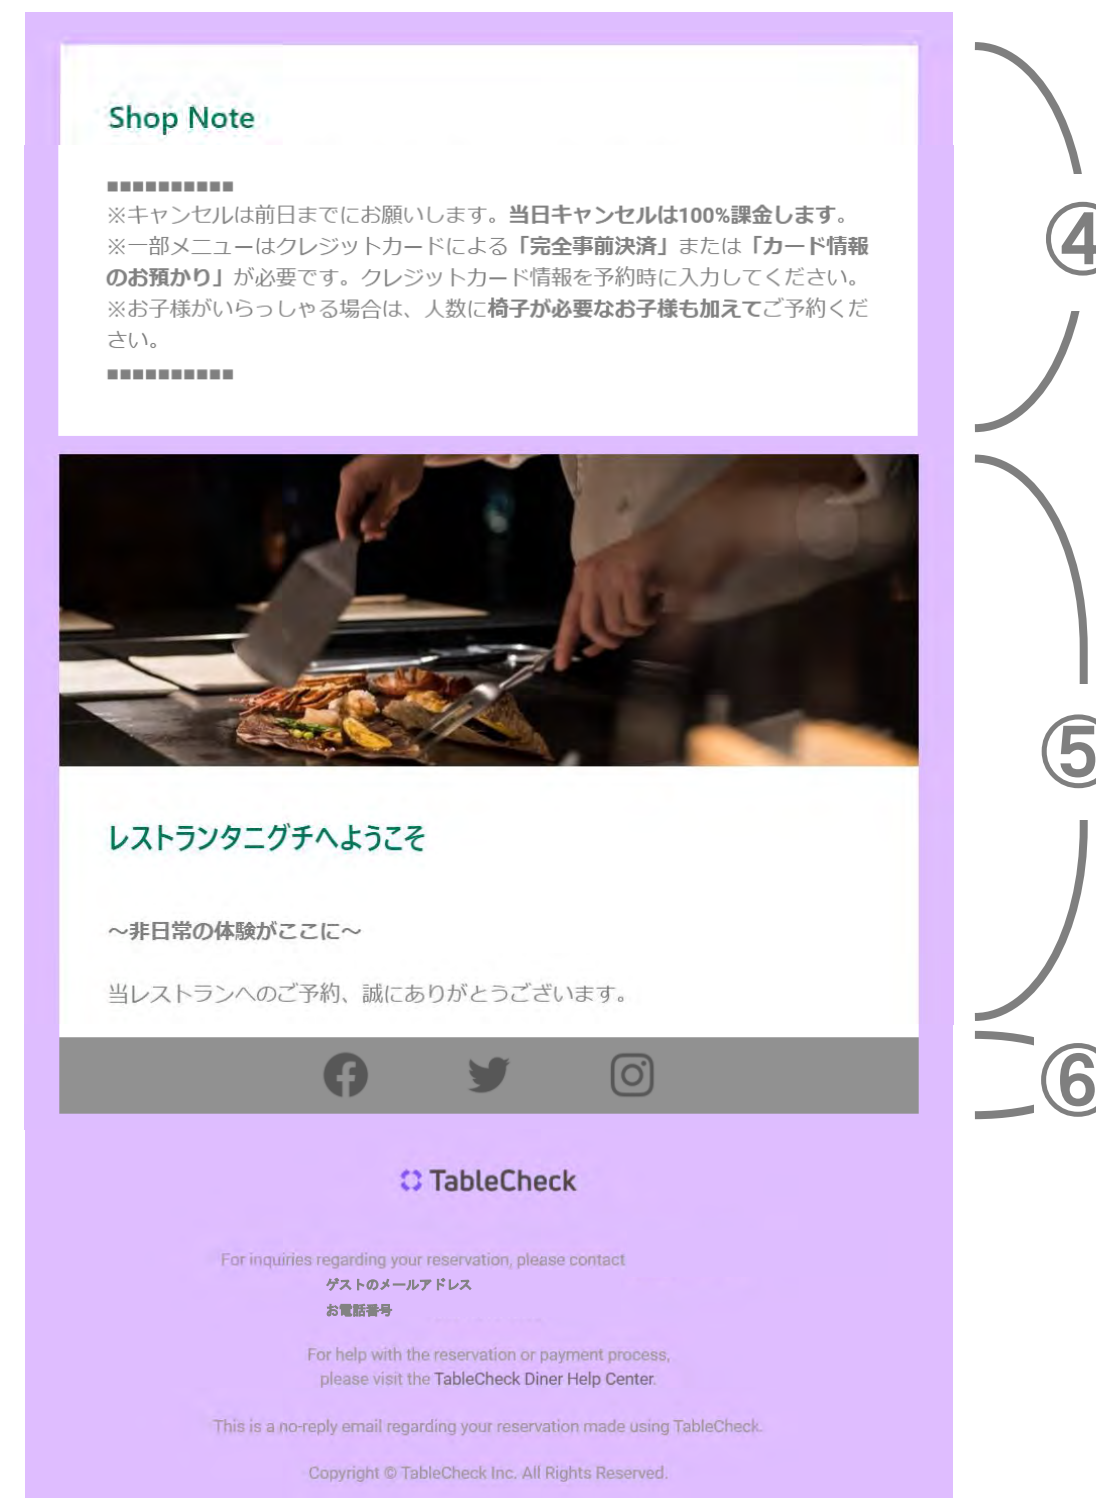 Shop Note
■■■■■■■■■■
※キャンセルは前日までにお願いします。当日キャンセルは100%課金します。
※一部メニューはクレジットカードによる「完全事前決済」または「カード情報
のお預かり」が必要です。クレジットカード情報を予約時に入力してください。
※お子様がいらっしゃる場合は、人数に椅子が必要なお子様も加えてご予約くだ
さい。
■■■■■■■■■■
④
レストランタニグチへようこそ
⑤
～非日常の体験がここに～
当レストランへのご予約、誠にありがとうございます。
⑥
TableCheck
For inquiries regarding your reservation, please contact
ゲストのメールアドレス
お電話番号
For help with the reservation or payment process,
please visit the TableCheck Diner Help Center.
This is a no-reply email regarding your reservation made using TableCheck.
Copyright © TableCheck Inc. All Rights Reserved.